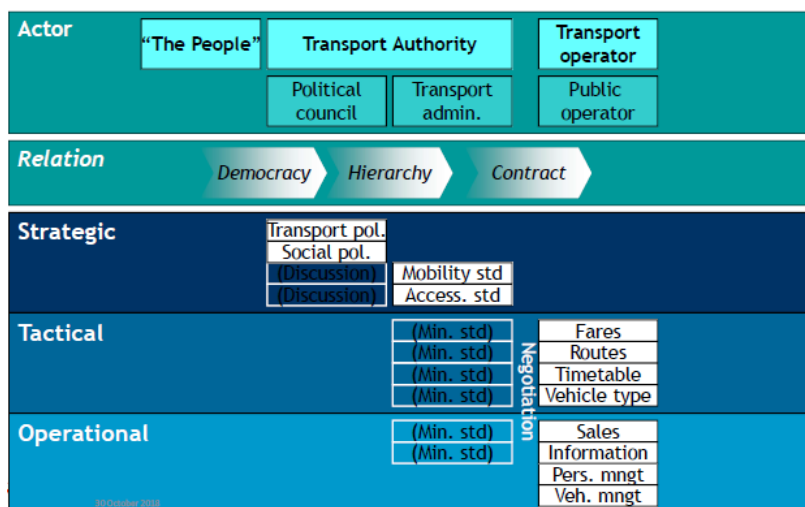 Actor
"The People"
Transport Authority
Transport
operator
Political
council
Transport
admin.
Public
operator
Relation
Democracy
Hierarchy
Contract
Strategic
Transport pol.
Social pol.
(Discussion)
Mobility std
(Discussion)
Access. std
Tactical
(Min. std)
Fares
(Min. std)
Routes
(Min. std)
Timetable
(Min. std)
Vehicle type
Negotiation
Operational
(Min. std)
Sales
(Min. std)
Information
Pers. mngt
Veh. mngt
30 October 2018